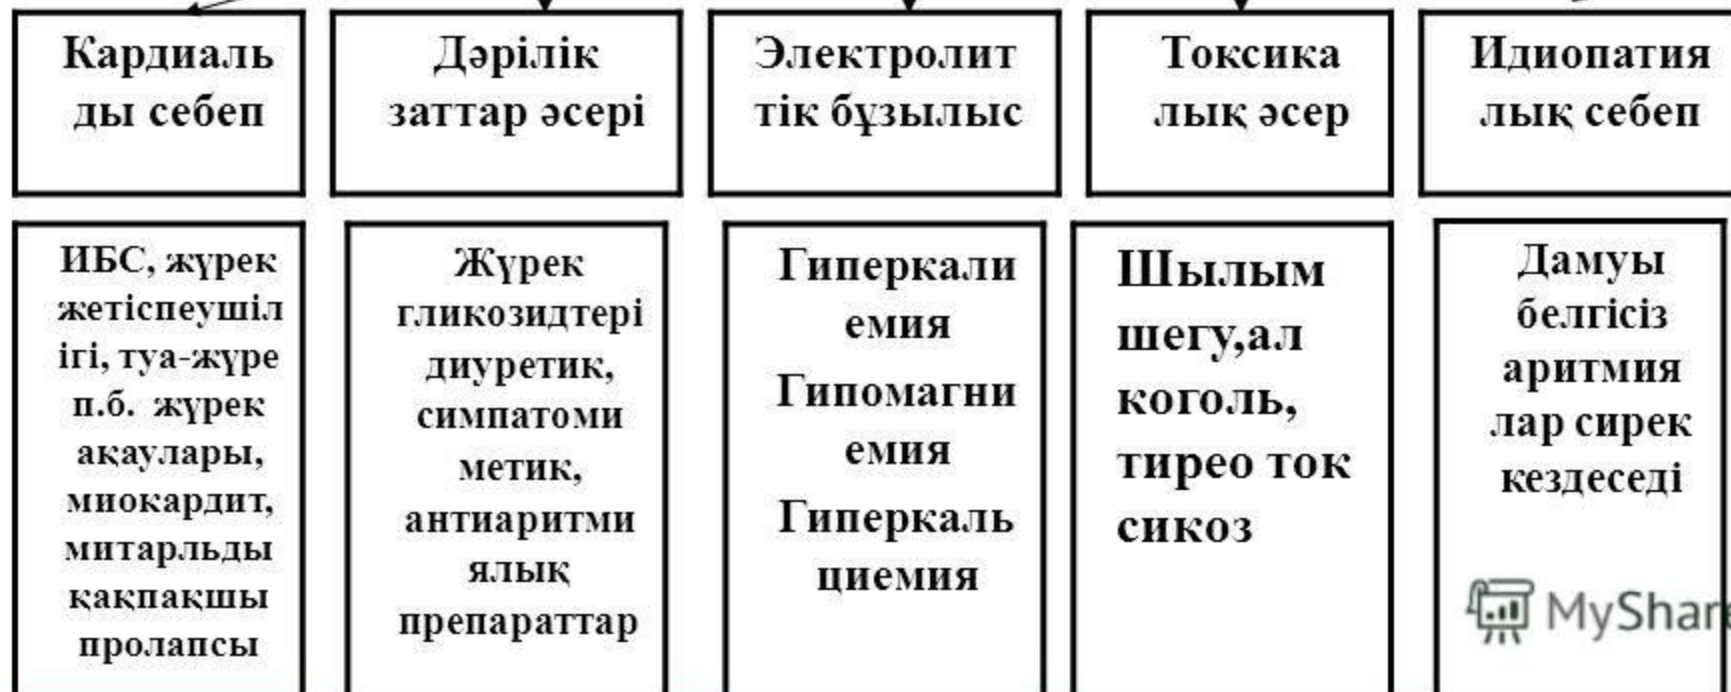 Кардиаль
ды себеп
Дәрілік
заттар әсері
Электролит
тік бұзылыс
Токсика
лық әсер
Идиопатия
лық себеп
ИБС, жүрек
жетіспеушіл
ігі, туа-жүре
п.б. жүрек
ақаулары,
миокардит,
митарльды
қақпақшы
пролапсы
Жүрек
гликозидтері
диуретик,
симпатоми
метик,
антиаритми
ялық
препараттар
Гиперкали
емия
Гипомагни
емия
Гиперкаль
циемия
Шылым
шегу,ал
коголь,
тирео ток
сикоз
Дамуы
белгісіз
аритмия
лар сирек
кездеседі
MyShare